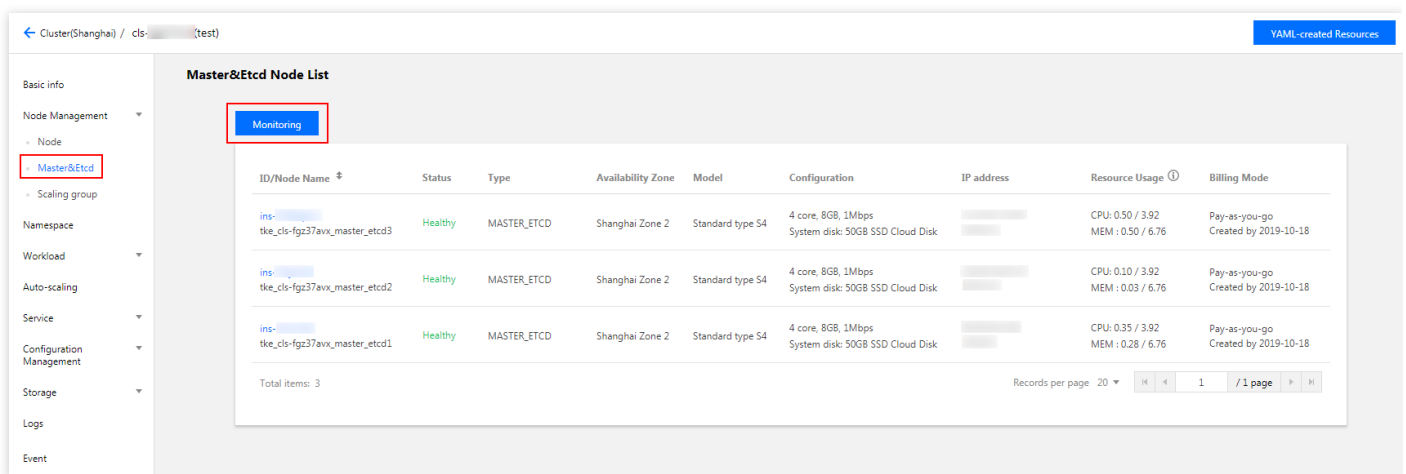 Cluster(Shanghai) / cls- (test)
YAML-created Resources
Basic info
Node Management
Node
Master&Etcd
Scaling group
Namespace
Workload
Auto-scaling
Service
Configuration
Management
Storage
Logs
Event
Master&Etcd Node List
Monitoring
ID/Node Name Status Type Availability Zone Model Configuration IP address Resource Usage Billing Mode
ins- 4 core, 8GB, 1Mbps CPU: 0.50 / 3.92 Pay-as-you-go
Healthy MASTER_ETCD Shanghai Zone 2 Standard type S4
tke_cls-fgz37avx_master_etcd3 System disk: 50GB SSD Cloud Disk MEM : 0.50 / 6.76 Created by 2019-10-18
ins- 4 core, 8GB, 1Mbps CPU: 0.10 / 3.92 Pay-as-you-go
Healthy MASTER_ETCD Shanghai Zone 2 Standard type S4
tke_cls-fgz37avx_master_etcd2 System disk: 50GB SSD Cloud Disk MEM : 0.03 / 6.76 Created by 2019-10-18
ins- 4 core, 8GB, 1Mbps CPU: 0.35 / 3.92 Pay-as-you-go
Healthy MASTER_ETCD Shanghai Zone 2 Standard type S4
tke_cls-fgz37avx_master_etcd1 System disk: 50GB SSD Cloud Disk MEM : 0.28 / 6.76 Created by 2019-10-18
Total items: 3 Records per page 20 1 / 1 page